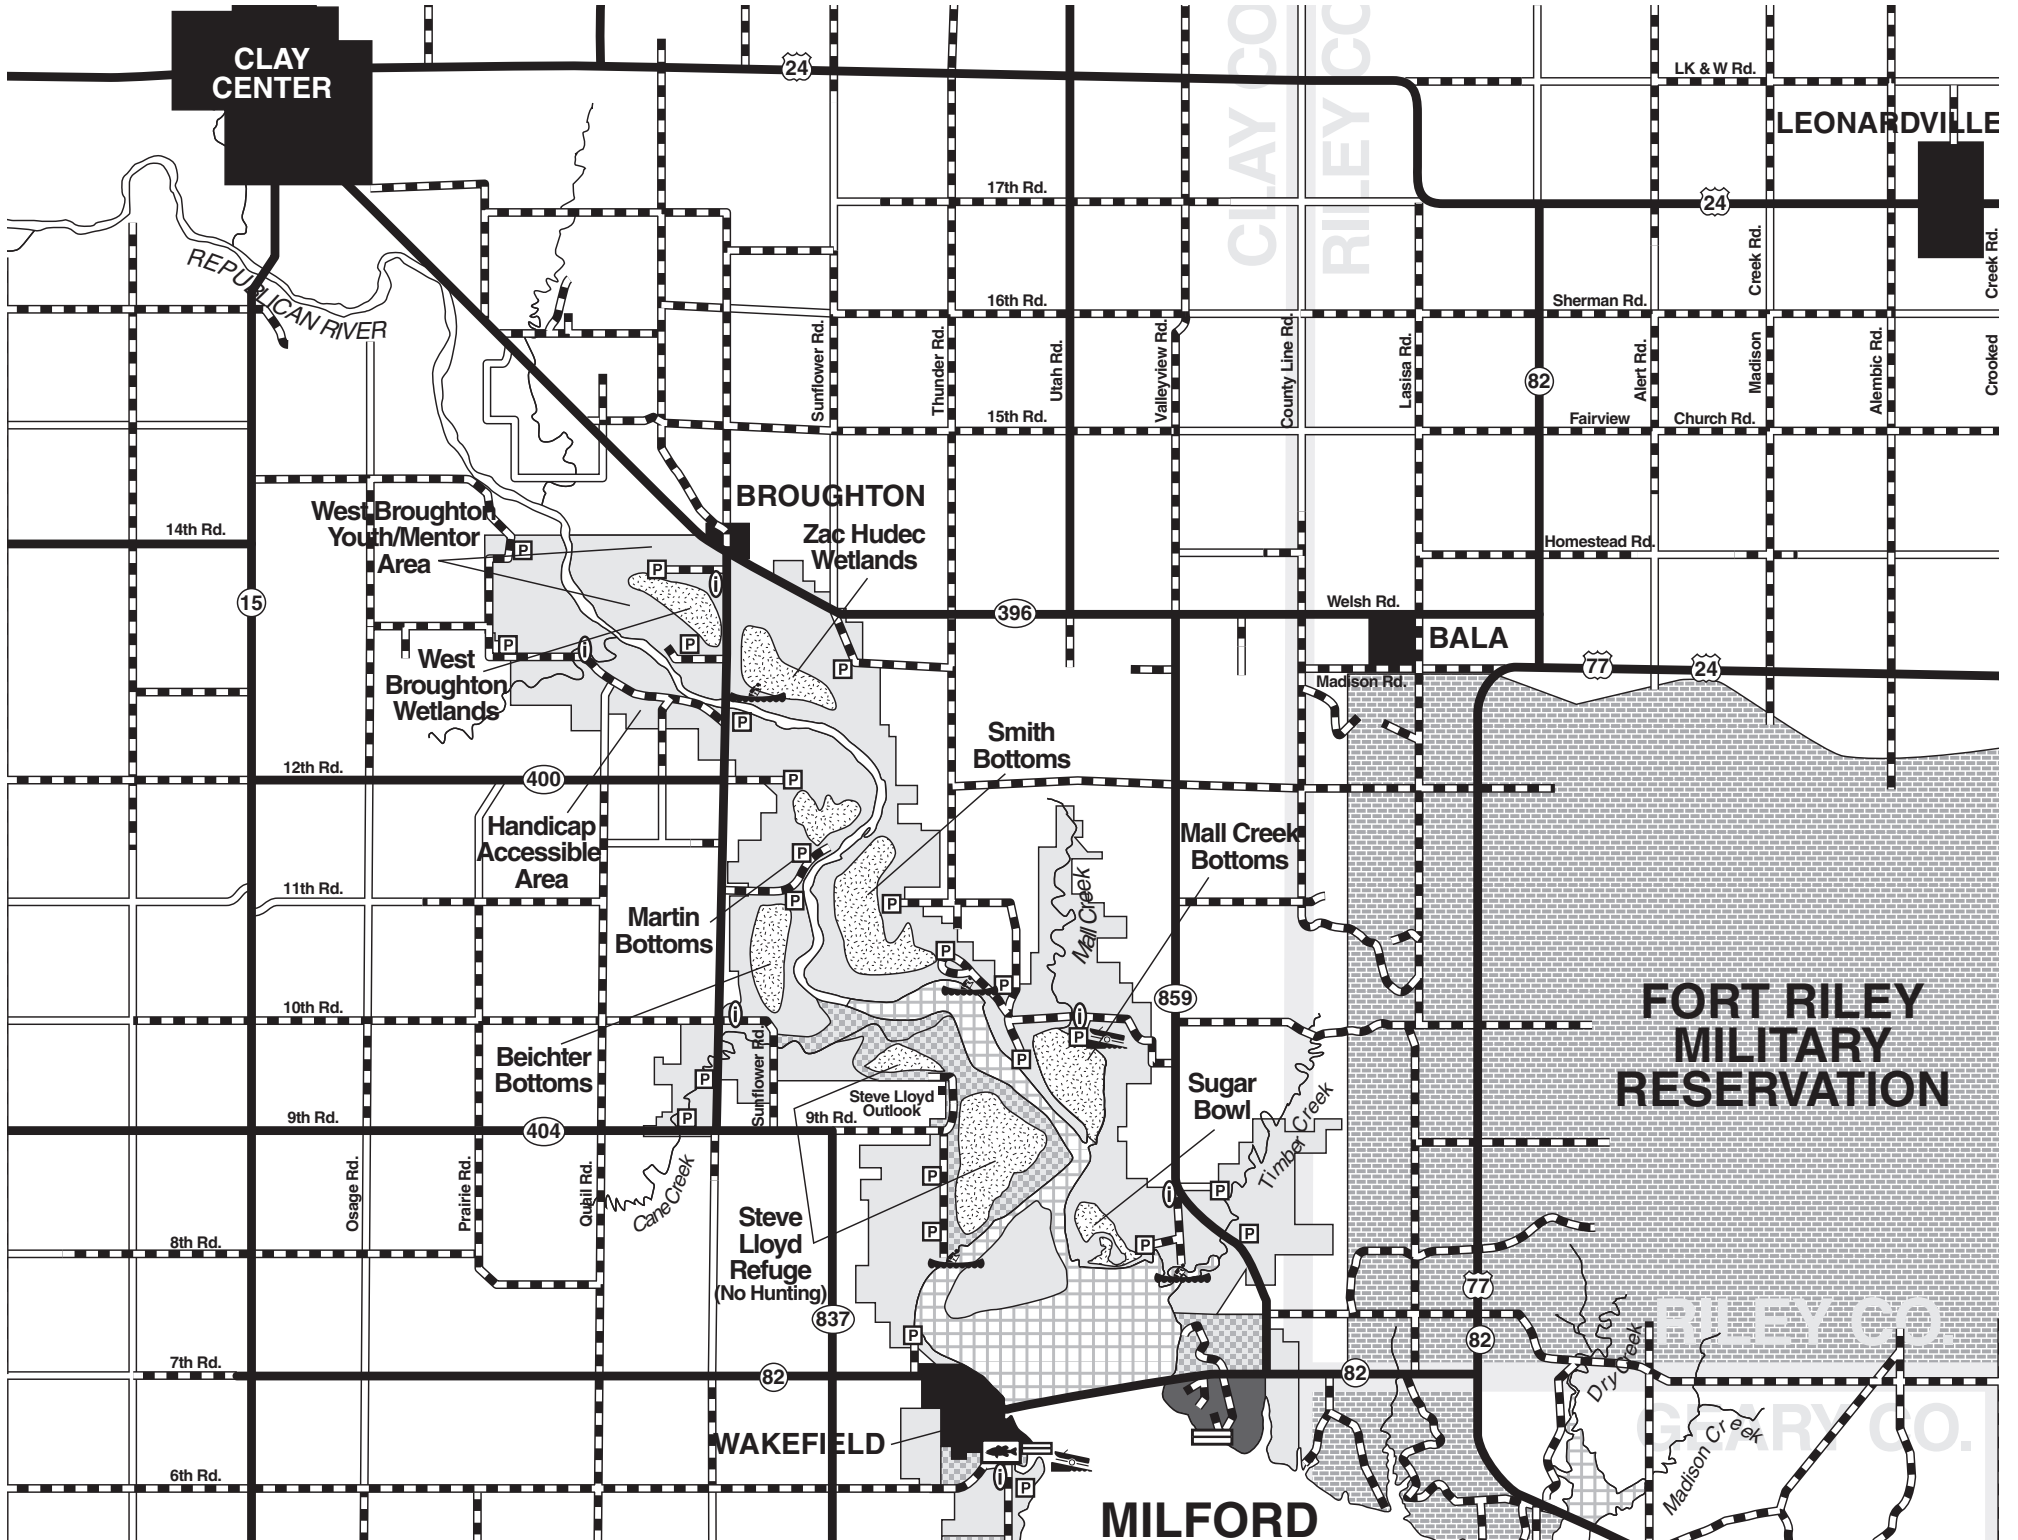 CLAY
CENTER
24
CLAY CO
RILEY CO
LK & W Rd.
LEONARDVILLE
17th Rd.
24
REPUBLICAN RIVER
16th Rd.
Sherman Rd.
Creek Rd.
Creek Rd.
Sunflower Rd.
Thunder Rd.
Utah Rd.
Valleyview Rd.
County Line Rd.
Lasisa Rd.
82
Alert Rd.
Madison
Alembic Rd.
Crooked
15th Rd.
Fairview
Church Rd.
BROUGHTON
West Broughton
Youth/Mentor
Area
Zac Hudec
Wetlands
14th Rd.
Homestead Rd.
P
P
i
15
396
Welsh Rd.
BALA
P
P
i
P
West
Broughton
Wetlands
77
24
Madison Rd.
P
Smith
Bottoms
12th Rd.
400
P
Handicap
Accessible
Area
P
Mall Creek
Bottoms
11th Rd.
P
P
Mall Creek
Martin
Bottoms
P
P
859
10th Rd.
i
i
P
P
FORT RILEY
MILITARY
RESERVATION
Beichter
Bottoms
P
Sunflower Rd.
Steve Lloyd
Outlook
Sugar
Bowl
9th Rd.
404
P
9th Rd.
Timber Creek
Osage Rd.
Prairie Rd.
Quail Rd.
Cane Creek
P
i
P
P
P
P
8th Rd.
Steve
Lloyd
Refuge
(No Hunting)
77
837
P
82
RILEY CO.
Dry Creek
7th Rd.
82
82
GEARY CO.
Madison Creek
WAKEFIELD
6th Rd.
i
P
MILFORD